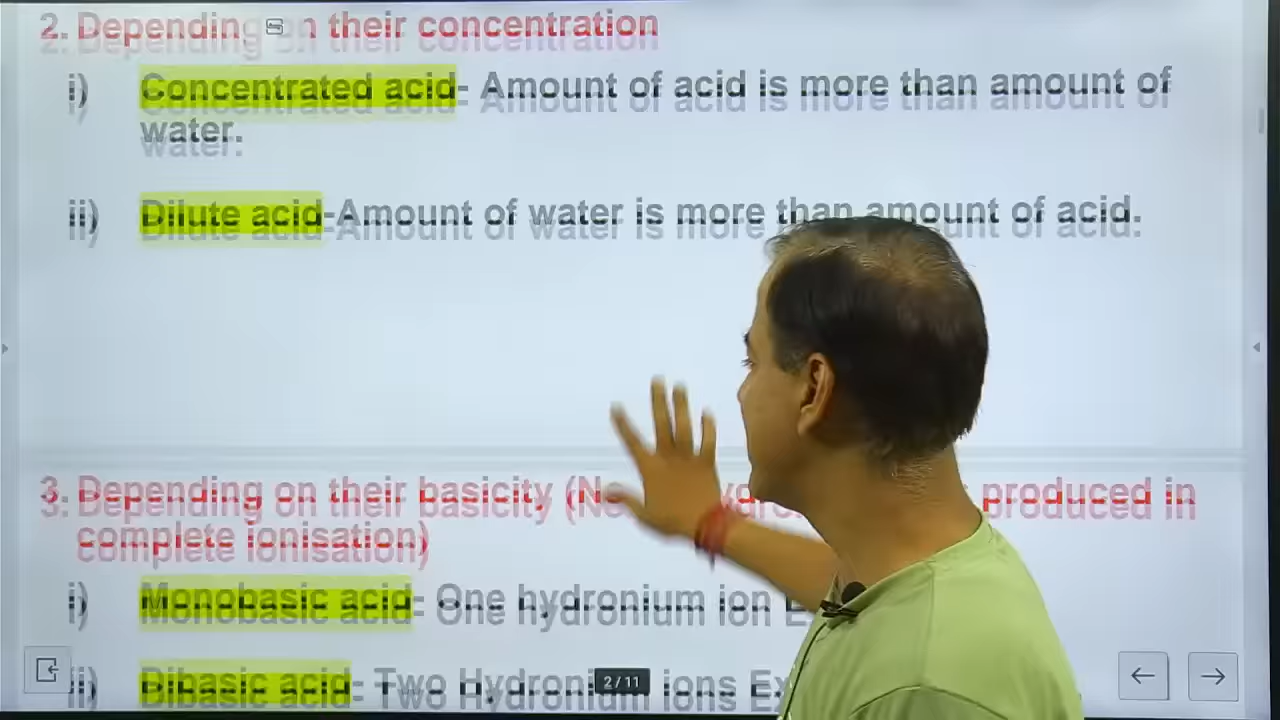 2. Depending on their concentration
i) Concentrated acid- Amount of acid is more than amount of
water.
ii) Dilute acid-Amount of water is more than amount of acid.
3. Depending on their basicity (No produced in
complete ionisation)
i) Monobasic acid- One hydronium ion
ii) Dibasic acid- Two Hydronium ions
2 / 11